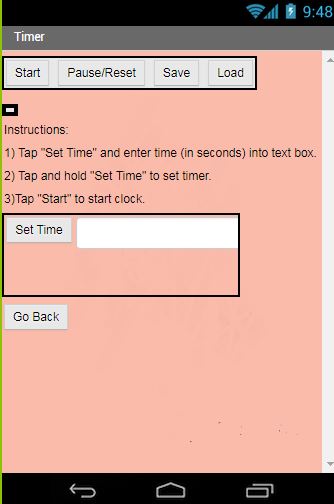 9:48
Timer
Start Pause/Reset Save Load
Instructions:
1) Tap "Set Time" and enter time (in seconds) into text box.
2) Tap and hold "Set Time" to set timer.
3)Tap "Start" to start clock.
Set Time
Go Back